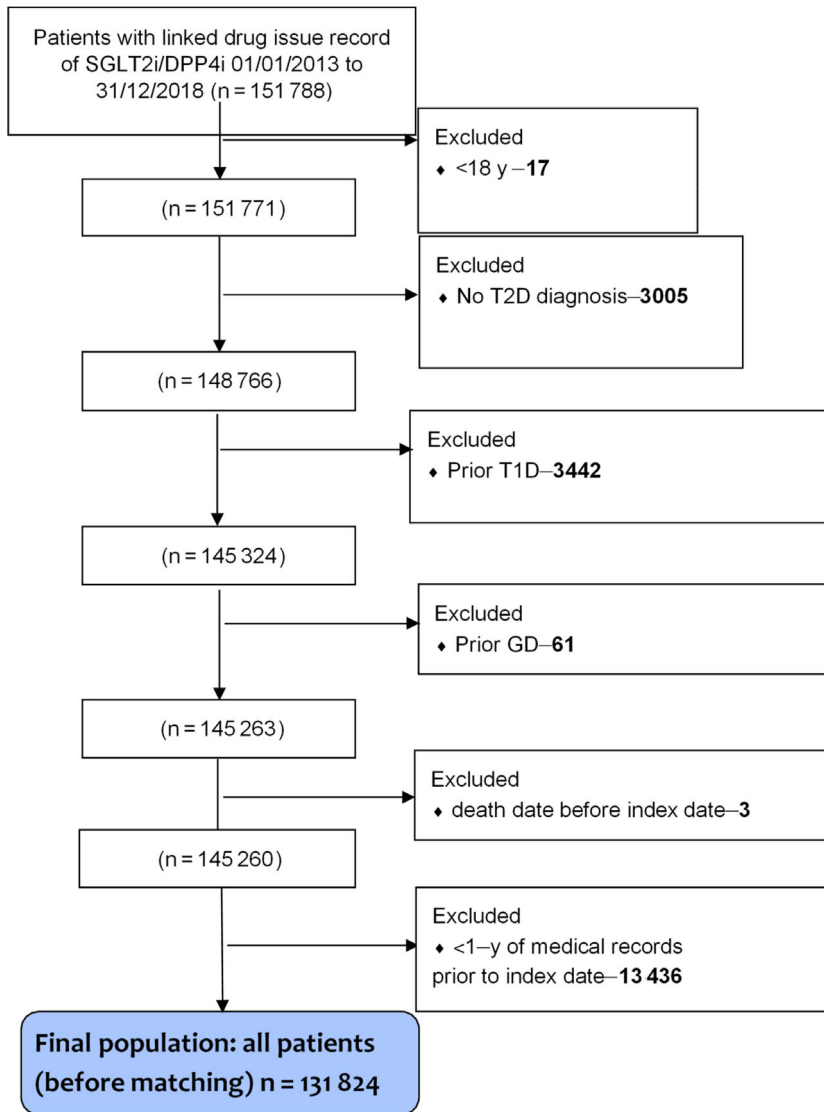 Patients with linked drug issue record
of SGLT2i/DPP4i 01/01/2013 to
31/12/2018 (n = 151 788)
Excluded
♦ <18 y –17
(n = 151 771)
Excluded
♦ No T2D diagnosis–3005
(n = 148 766)
Excluded
♦ Prior T1D–3442
(n = 145 324)
Excluded
♦ Prior GD–61
(n = 145 263)
Excluded
♦ death date before index date–3
(n = 145 260)
Excluded
♦ <1–y of medical records
prior to index date–13 436
Final population: all patients
(before matching) n = 131 824